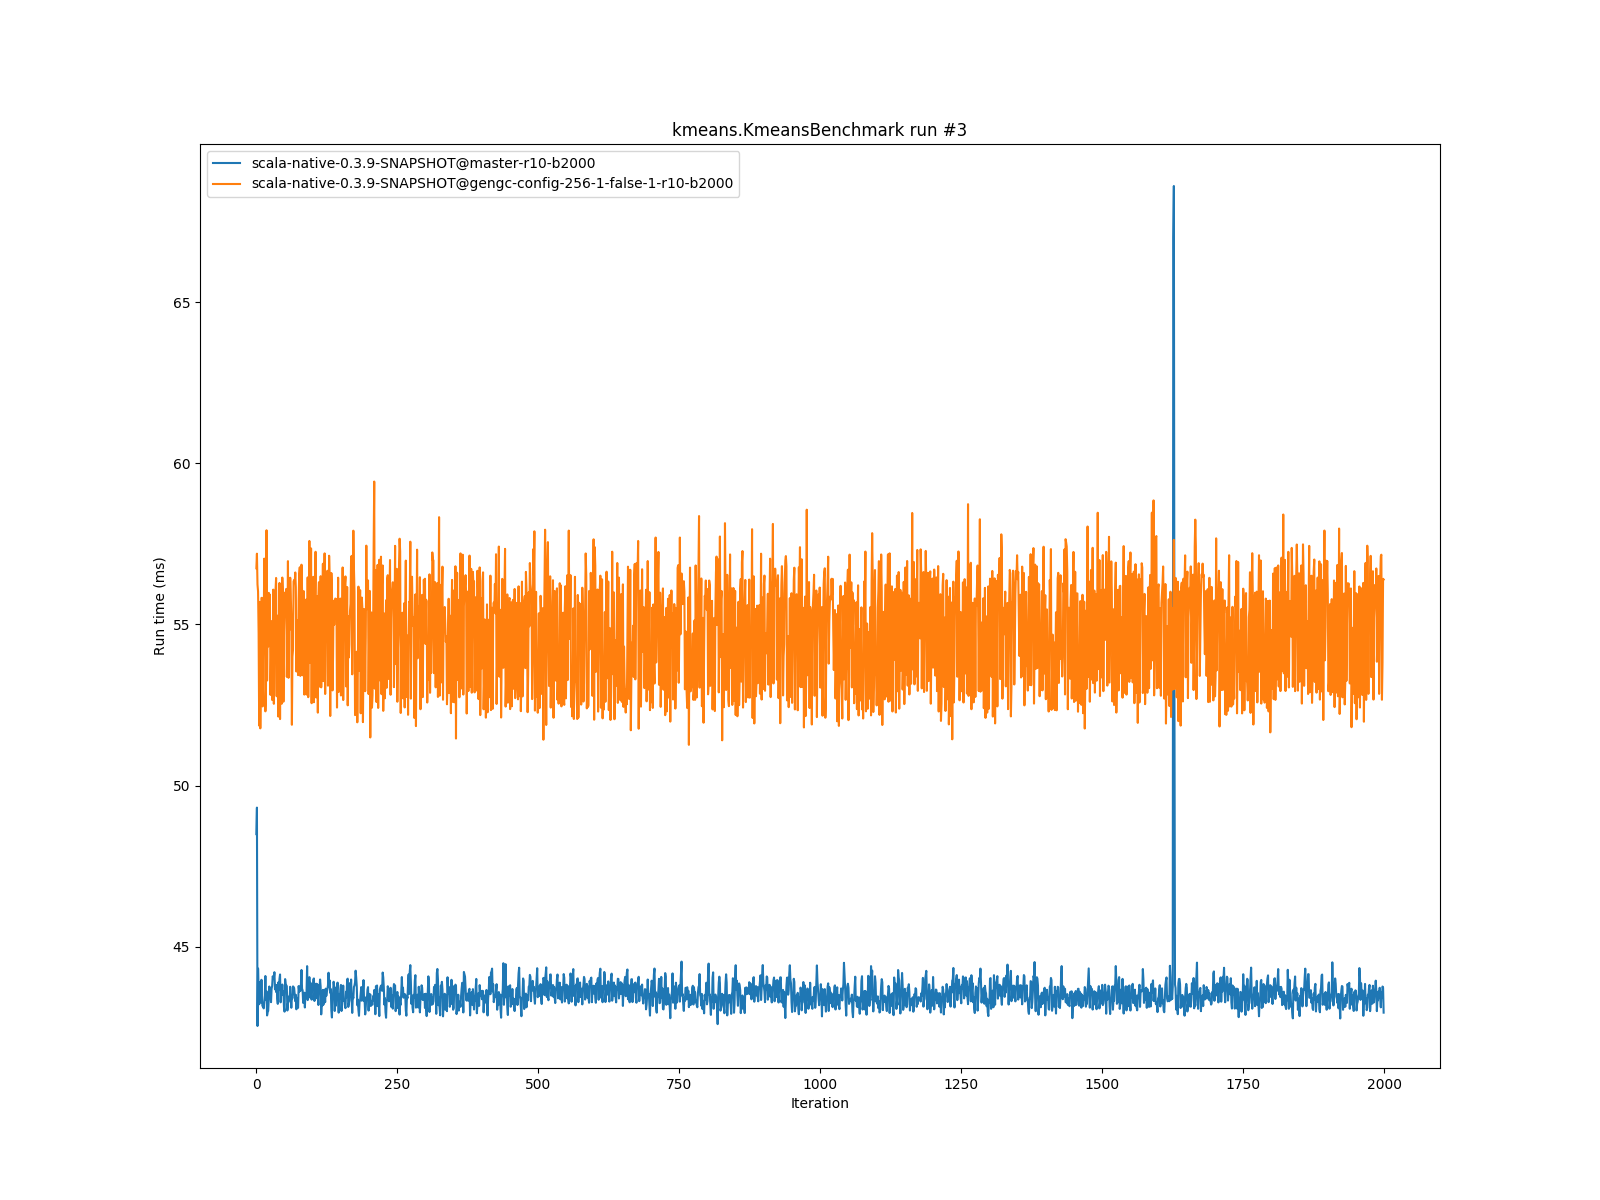 kmeans.KmeansBenchmark run #3
scala-native-0.3.9-SNAPSHOT@master-r10-b2000
scala-native-0.3.9-SNAPSHOT@gengc-config-256-1-false-1-r10-b2000
Run time (ms)
65
60
55
50
45
0 250 500 750 1000 1250 1500 1750 2000
Iteration